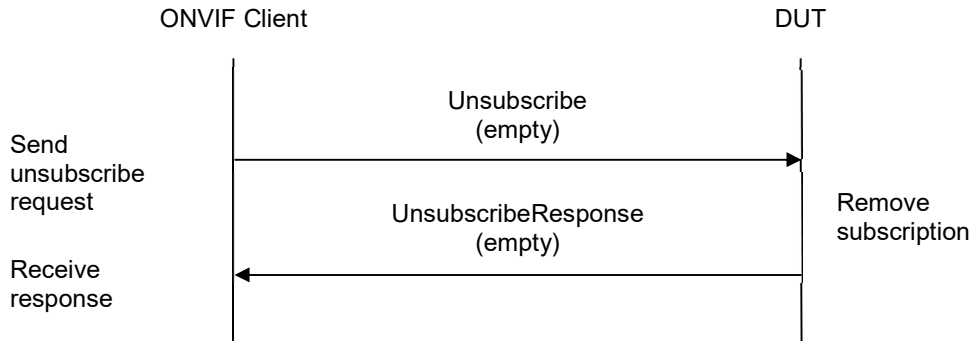 ONVIF Client
DUT
Unsubscribe
(empty)
Send
unsubscribe
request
UnsubscribeResponse
(empty)
Remove
subscription
Receive
response